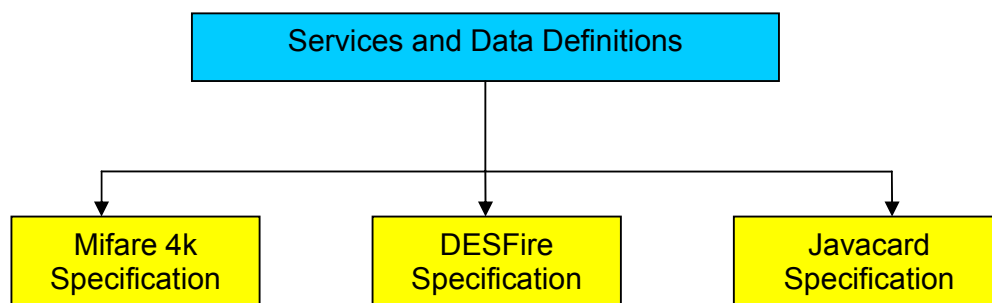 Services and Data Definitions
Mifare 4k
Specification
DESFire
Specification
Javacard
Specification